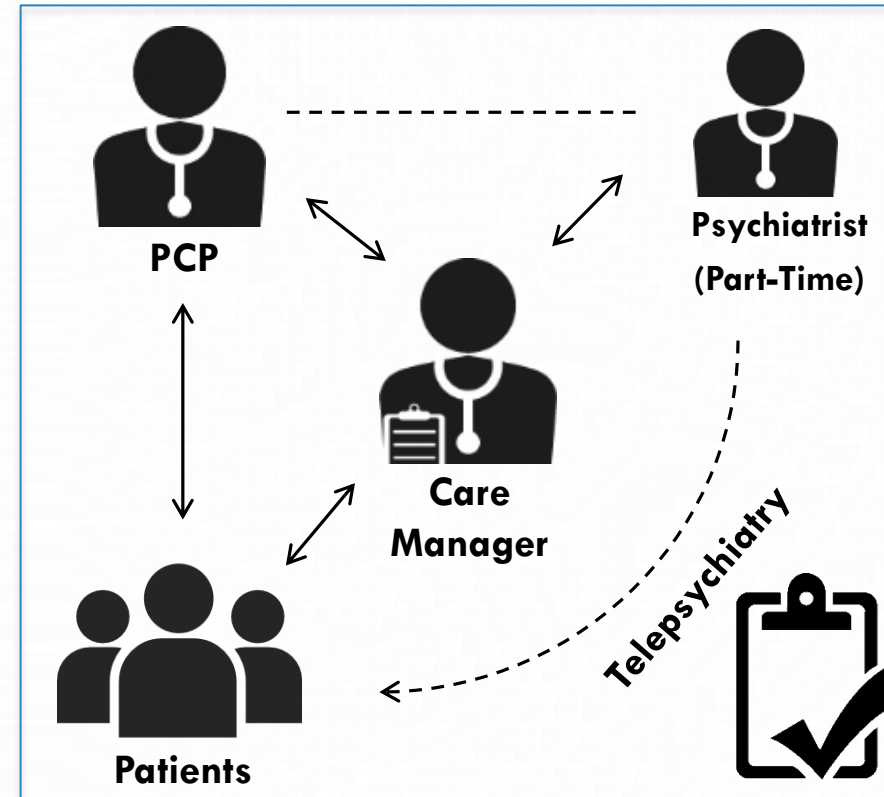 PCP
Psychiatrist
(Part-Time)
Care
Manager
Telepsychiatry
Patients